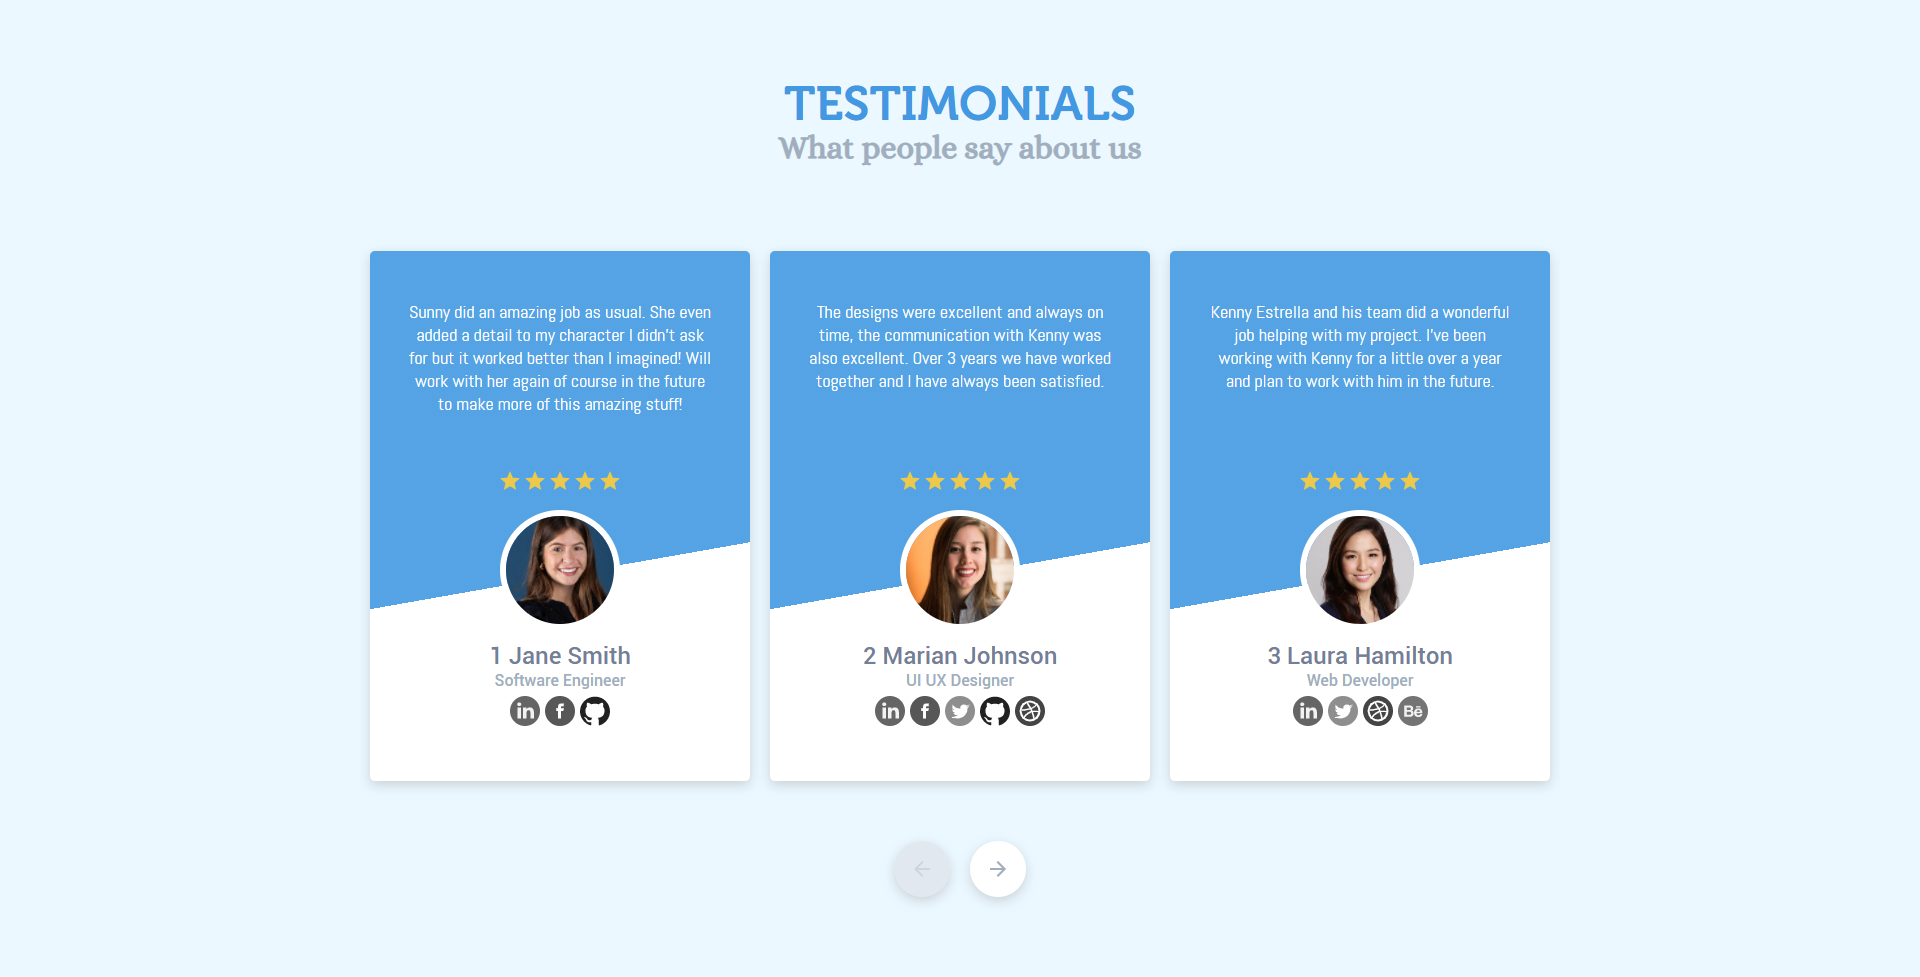 TESTIMONIALS
What people say about us
Sunny did an amazing job as usual. She even
added a detail to my character I didn't ask
for but it worked better than I imagined! Will
work with her again of course in the future
to make more of this amazing stuff!
1 Jane Smith
Software Engineer
in f
The designs were excellent and always on
time, the communication with Kenny was
also excellent. Over 3 years we have worked
together and I have always been satisfied.
2 Marian Johnson
UI UX Designer
in f
Kenny Estrella and his team did a wonderful
job helping with my project. I've been
working with Kenny for a little over a year
and plan to work with him in the future.
3 Laura Hamilton
Web Developer
in Bē